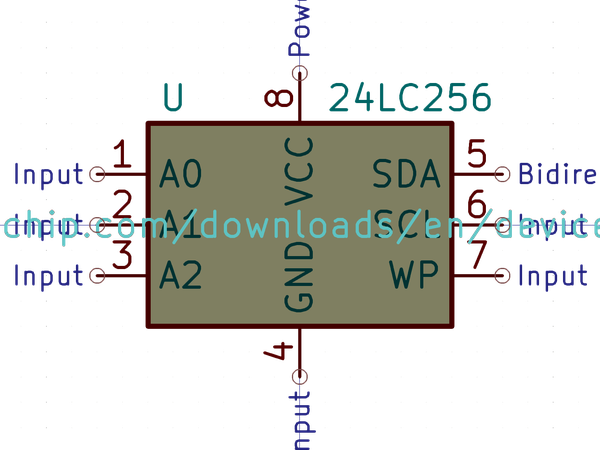 Powe
U 8 24LC256
Input 1 A0 VCC SDA 5 Bidire
Input 2 A1 SCL 6 Input
chip.com/downloads/en/device
Input 3 A2 GND WP 7 Input
4
nput